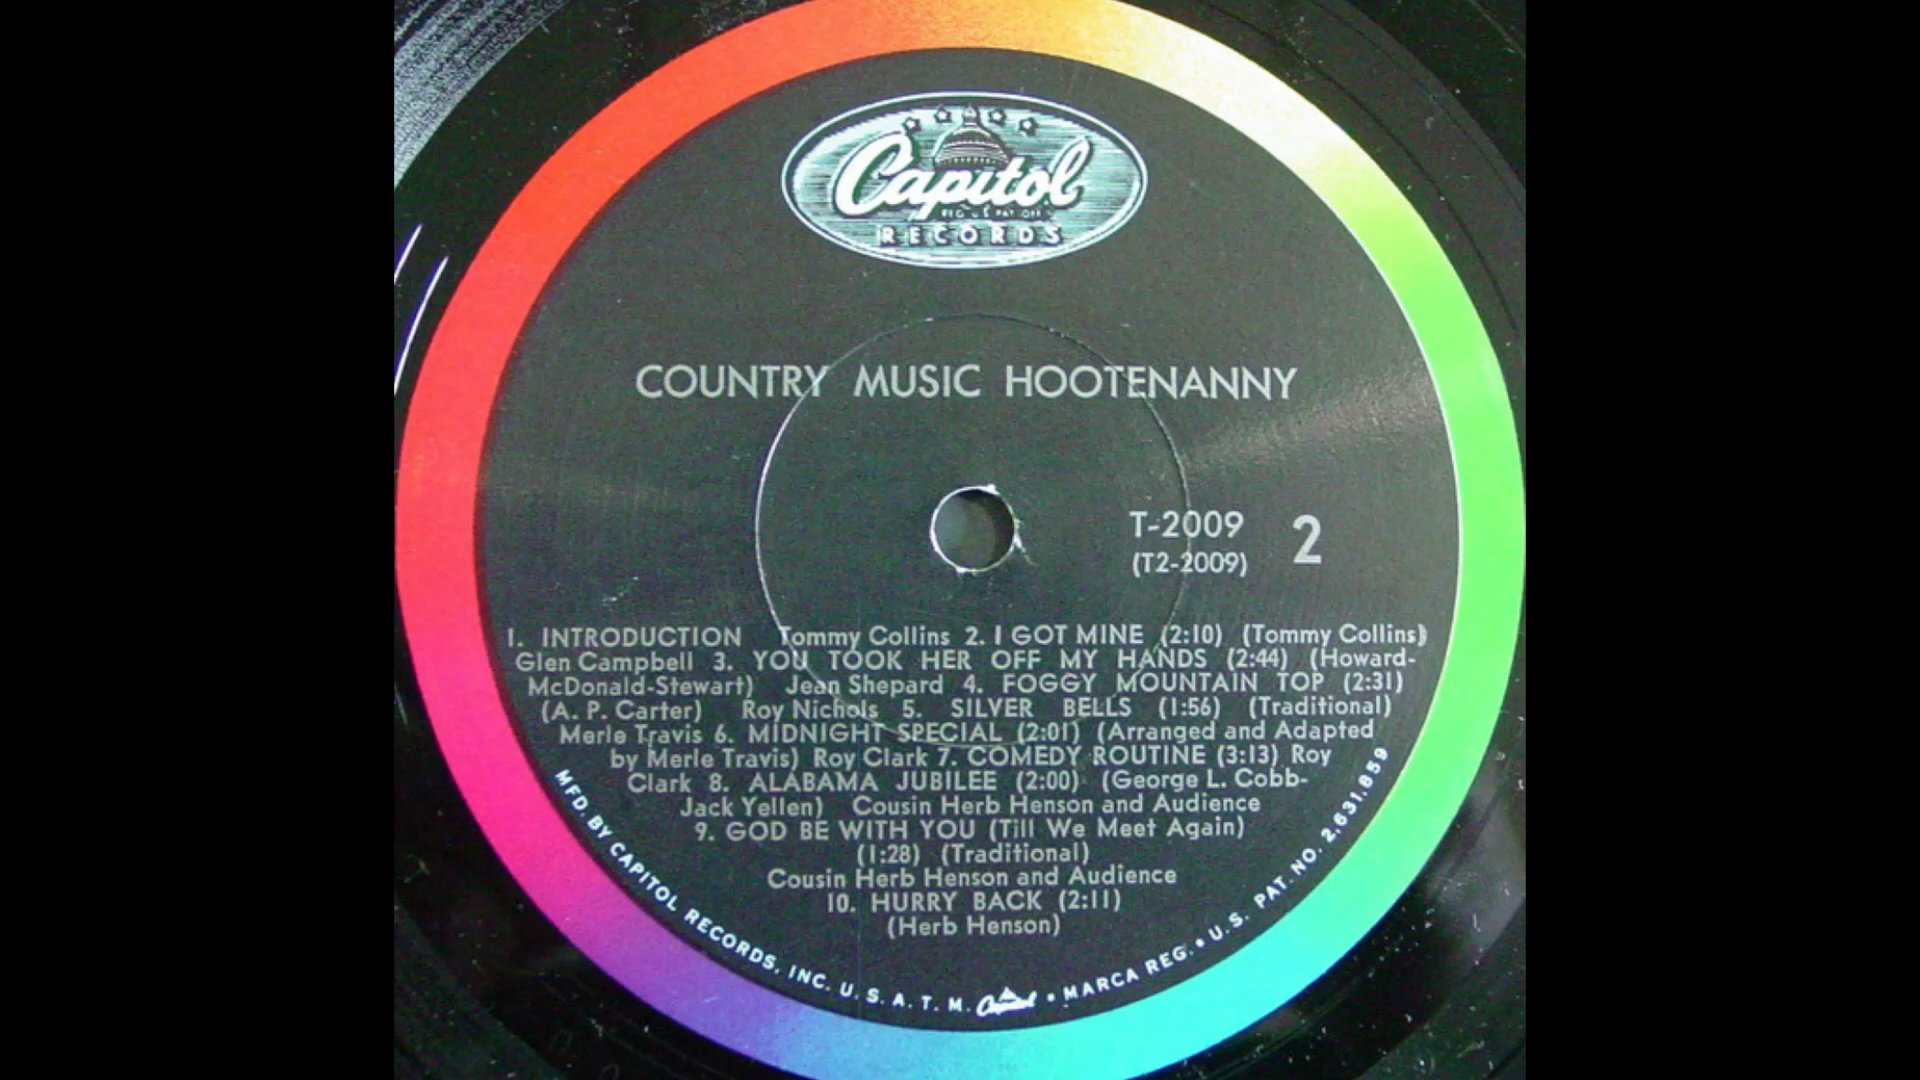 Capitol
REG. U.S. PAT. OFF.
RECORDS
COUNTRY MUSIC HOOTENANNY
T-2009
(T2-2009)
2
1. INTRODUCTION Tommy Collins 2. I GOT MINE (2:10) (Tommy Collins)
Glen Campbell 3. YOU TOOK HER OFF MY HANDS (2:44) (Howard-
McDonald-Stewart) Jean Shepard 4. FOGGY MOUNTAIN TOP (2:31)
(A. P. Carter) Roy Nichols 5. SILVER BELLS (1:56) (Traditional)
Merle Travis 6. MIDNIGHT SPECIAL (2:01) (Arranged and Adapted
by Merle Travis) Roy Clark 7. COMEDY ROUTINE (3:13) Roy
Clark 8. ALABAMA JUBILEE (2:00) (George L. Cobb-
Jack Yellen) Cousin Herb Henson and Audience
9. GOD BE WITH YOU (Till We Meet Again)
(1:28) (Traditional)
Cousin Herb Henson and Audience
10. HURRY BACK (2:11)
(Herb Henson)
MFD. BY CAPITOL RECORDS, INC. U.S.A. T.M. Capitol • MARCA REG. • U.S. PAT. NO. 2,631,859